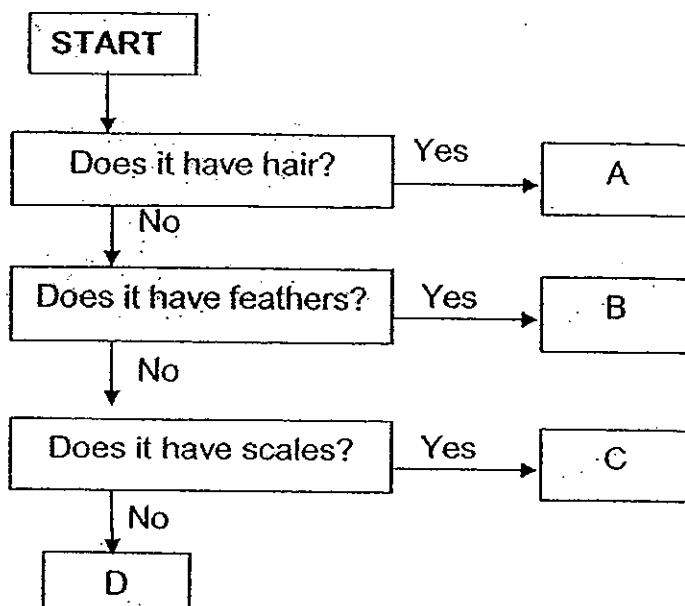 START
Does it have hair?
Yes
A
No
Does it have feathers?
Yes
B
No
Does it have scales?
Yes
C
No
D